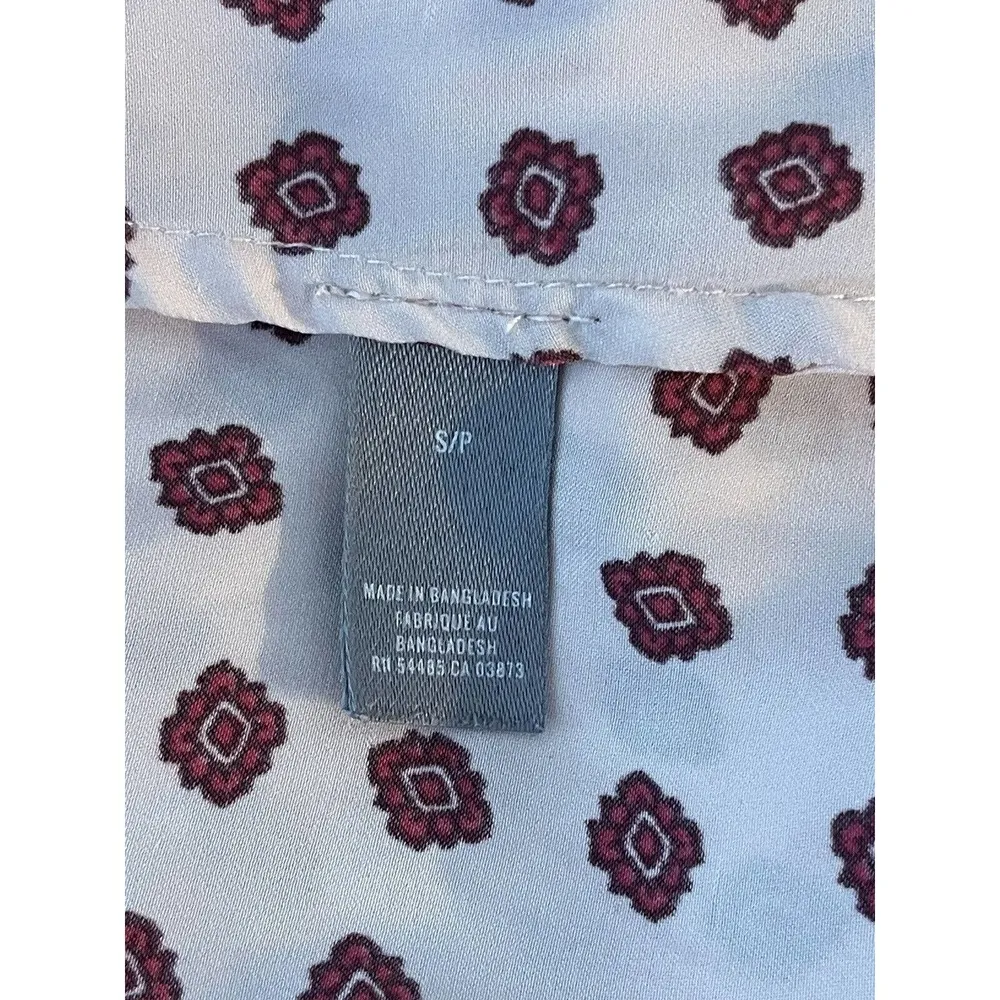 S/P
MADE IN BANGLADESH
FABRIQUE AU
BANGLADESH
RN 54485 CA 03873